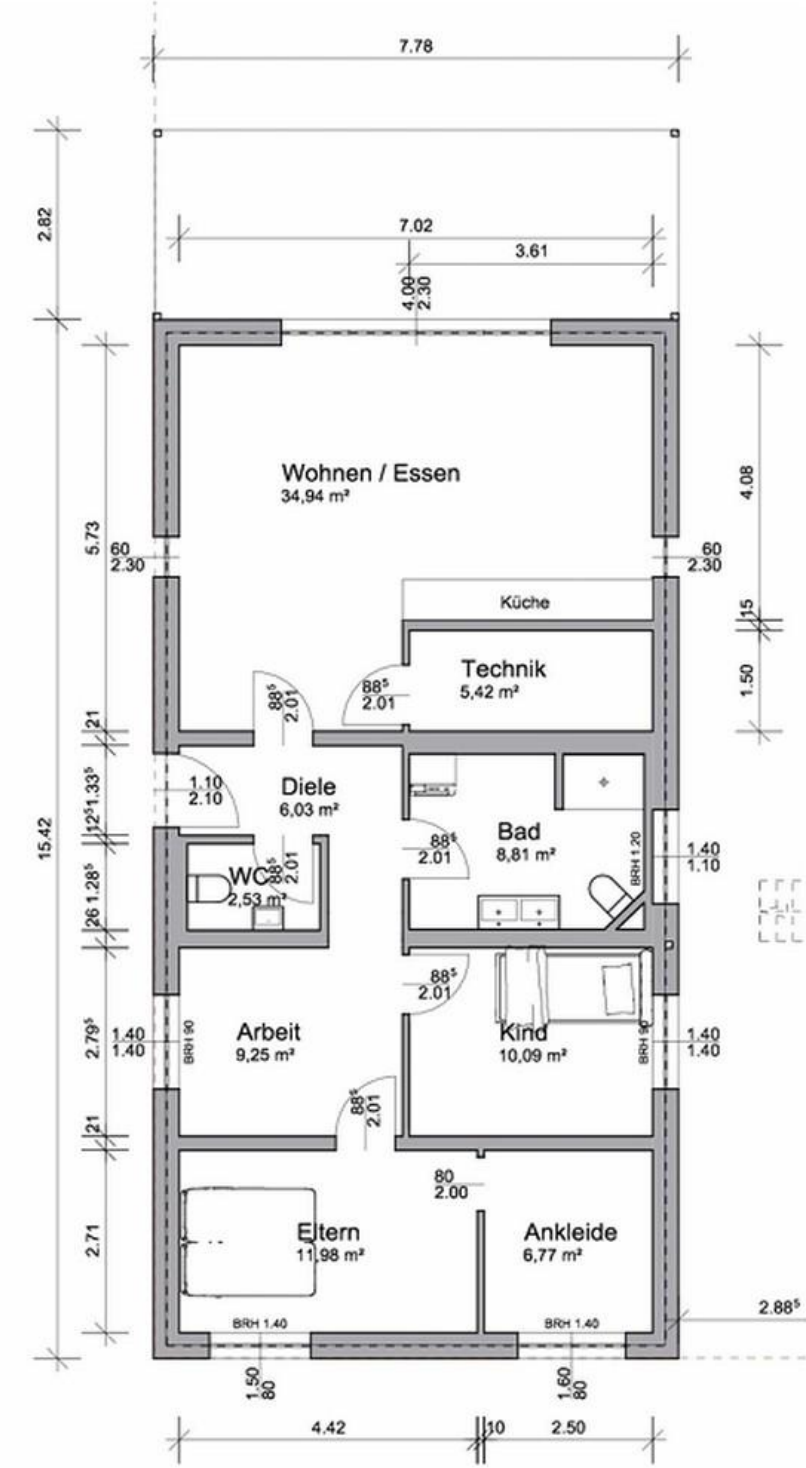 7.78
2.82
7.02
3.61
4.00
2.30
Wohnen / Essen
34,94 m²
5.73
4.08
60
2.30
60
2.30
Küche
15
Technik
5,42 m²
88⁵
2.01
1.50
88⁵
2.01
21
1.10
2.10
Diele
6,03 m²
1.33⁵
12⁵
15.42
Bad
8,81 m²
88⁵
2.01
BRH 1.20
1.40
1.10
88⁵
2.01
WC
2,53 m²
1.28⁵
26
88⁵
2.01
Arbeit
9,25 m²
2.79⁵
1.40
1.40
BRH 90
Kind
10,09 m²
BRH 90
1.40
1.40
88⁵
2.01
21
80
2.00
2.71
Eltern
11,98 m²
Ankleide
6,77 m²
BRH 1.40
BRH 1.40
2.88⁵
1.50
80
1.60
80
4.42
10
2.50